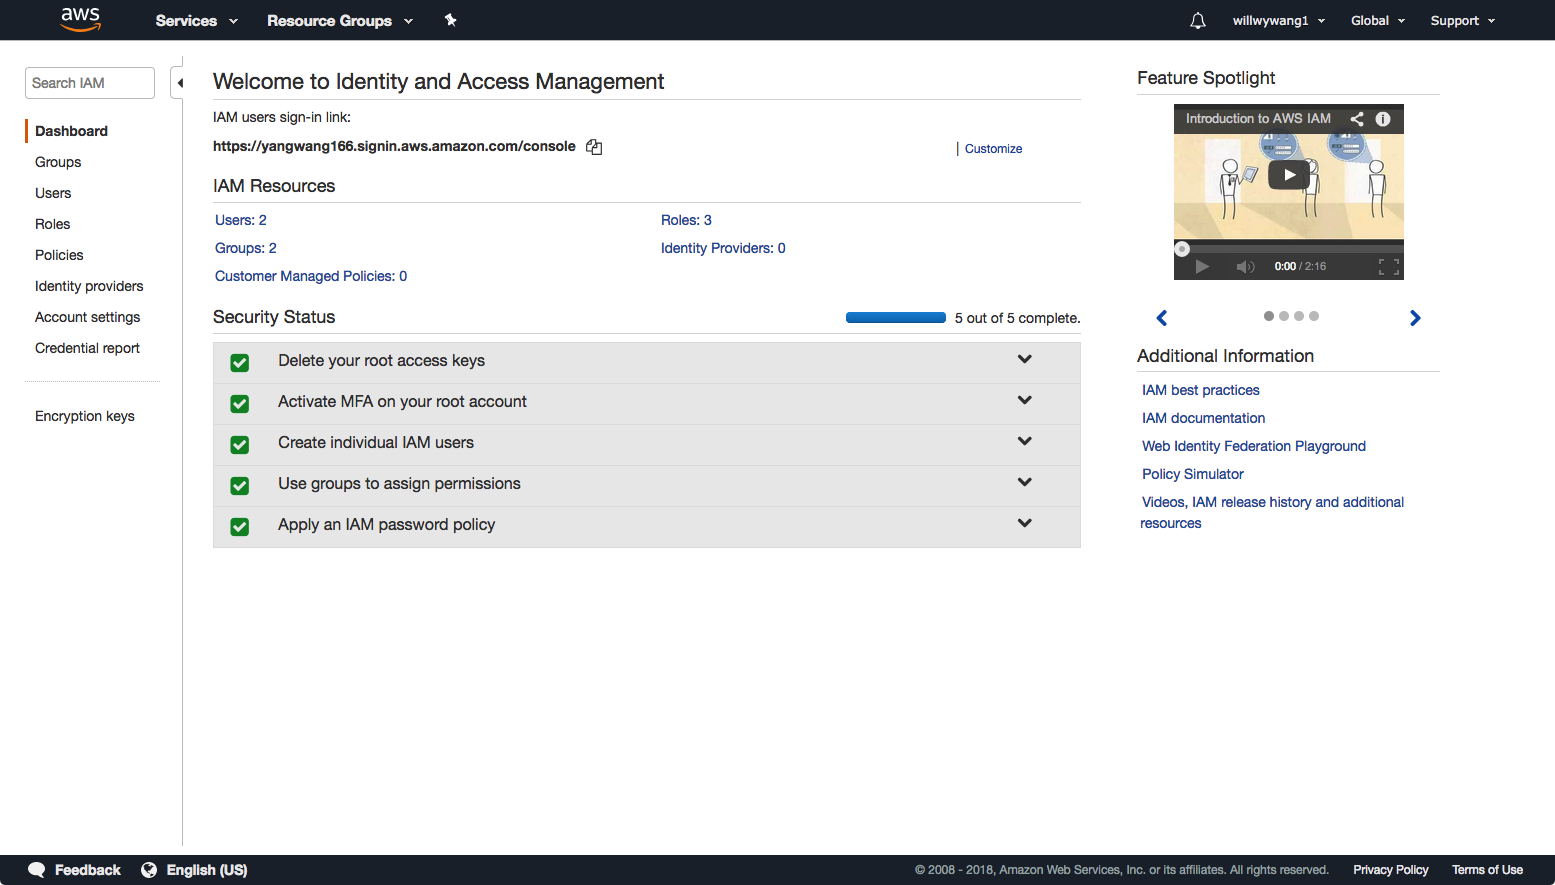 aws
Services
Resource Groups
willwywang1
Global
Support
Search IAM
Dashboard
Groups
Users
Roles
Policies
Identity providers
Account settings
Credential report
Encryption keys
Welcome to Identity and Access Management
IAM users sign-in link:
https://yangwang166.signin.aws.amazon.com/console
| Customize
IAM Resources
Users: 2
Roles: 3
Groups: 2
Identity Providers: 0
Customer Managed Policies: 0
Security Status
5 out of 5 complete.
Delete your root access keys
Activate MFA on your root account
Create individual IAM users
Use groups to assign permissions
Apply an IAM password policy
Feature Spotlight
Introduction to AWS IAM
0:00 / 2:16
Additional Information
IAM best practices
IAM documentation
Web Identity Federation Playground
Policy Simulator
Videos, IAM release history and additional
resources
Feedback
English (US)
© 2008 - 2018, Amazon Web Services, Inc. or its affiliates. All rights reserved.
Privacy Policy
Terms of Use